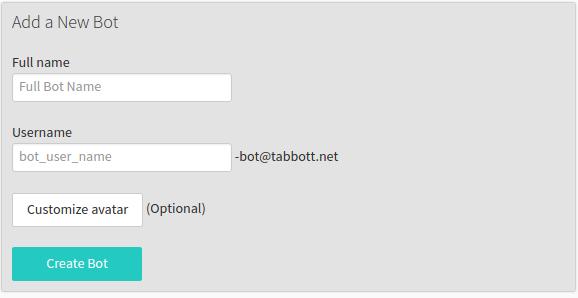 Add a New Bot
Full name
Full Bot Name
Username
bot_user_name -bot@tabbott.net
Customize avatar (Optional)
Create Bot